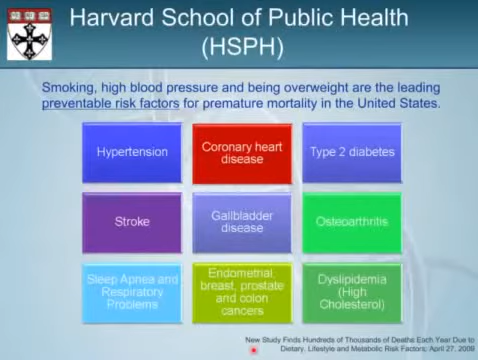 Harvard School of Public Health
(HSPH)
Smoking, high blood pressure and being overweight are the leading
preventable risk factors for premature mortality in the United States.
Hypertension
Coronary heart
disease
Type 2 diabetes
Stroke
Gallbladder
disease
Osteoarthritis
Sleep Apnea and
Respiratory
Problems
Endometrial,
breast, prostate
and colon
cancers
Dyslipidemia
(High
Cholesterol)
New Study Finds Hundreds of Thousands of Deaths Each Year Due to
Dietary, Lifestyle and Metabolic Risk Factors; April 27, 2009